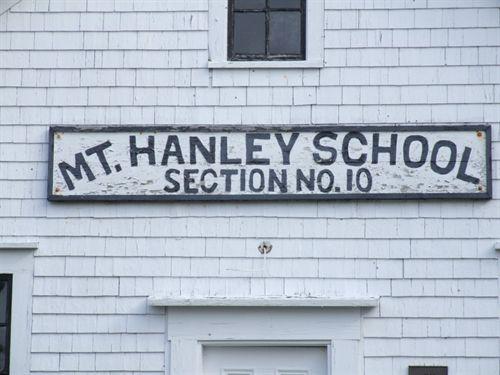 MT. HANLEY SCHOOL
SECTION NO. 10